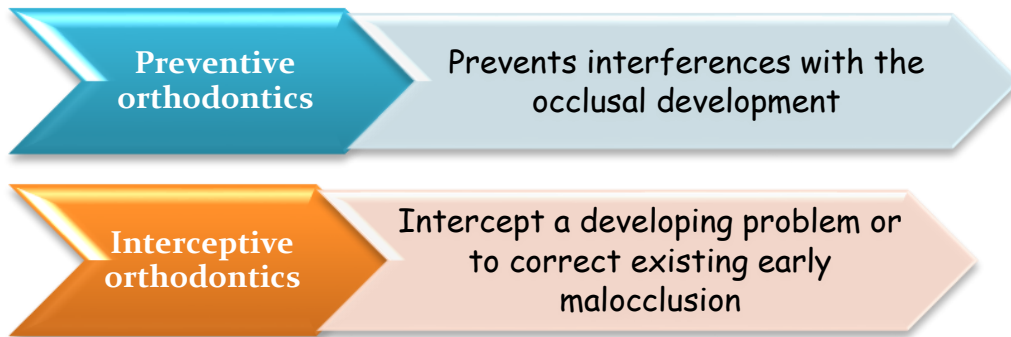 Preventive
orthodontics
Prevents interferences with the
occlusal development
Interceptive
orthodontics
Intercept a developing problem or
to correct existing early
malocclusion